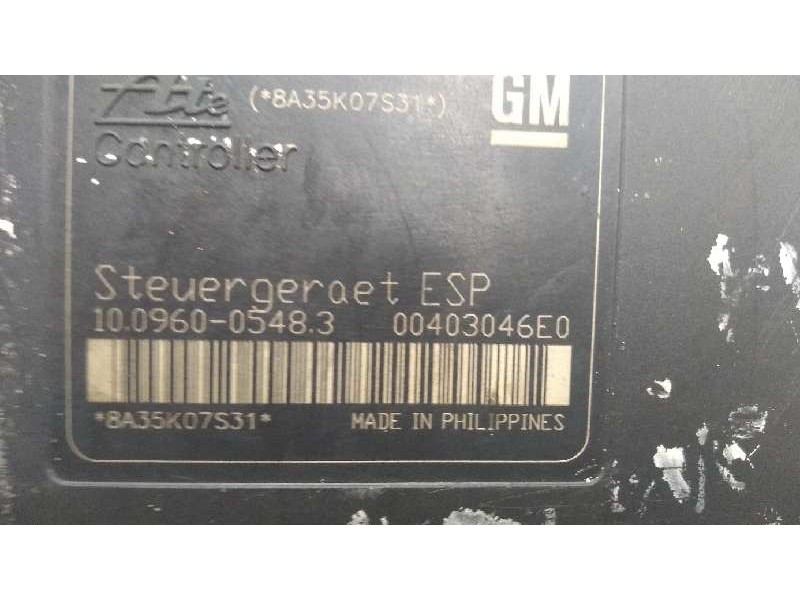 Ate (*8A35K07S31*) GM
Controller
Steuergeraet ESP
10.0960-0548.3 00403046E0
*8A35K07S31* MADE IN PHILIPPINES